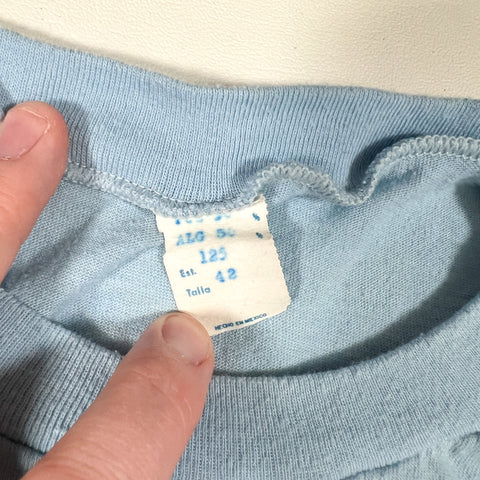 ALG 50 %
125
Est. 42
Talla
HECHO EN MEXICO